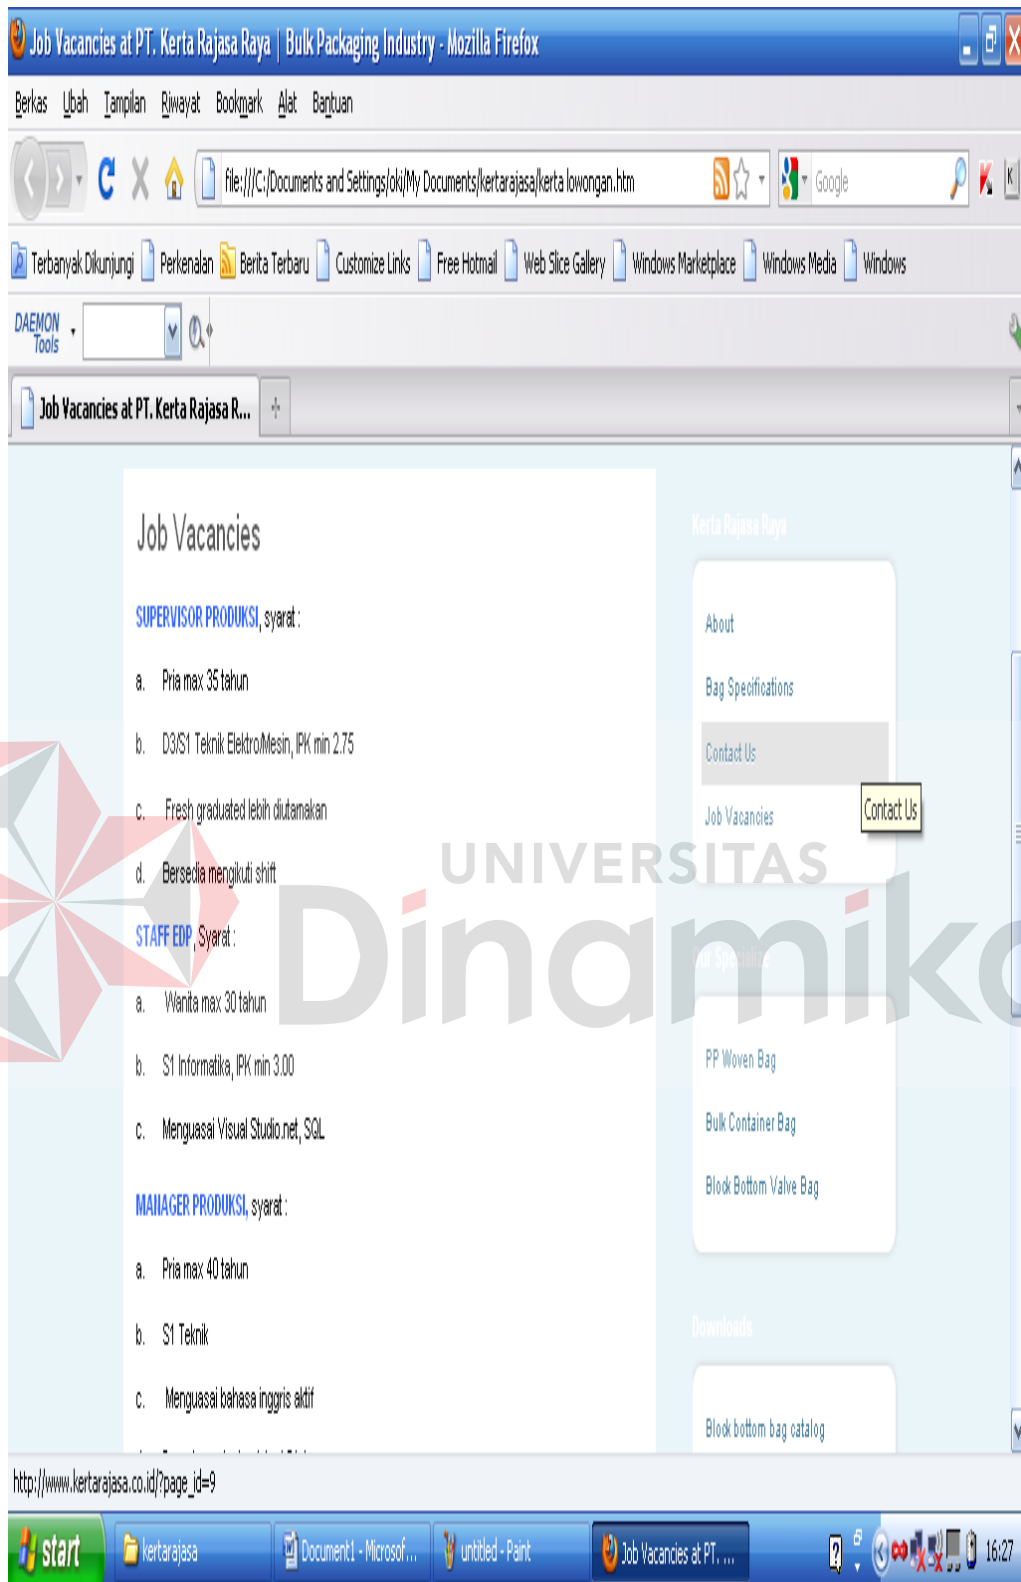 Job Vacancies at PT. Kerta Rajasa Raya | Bulk Packaging Industry - Mozilla Firefox
Berkas Ubah Tampilan Riwayat Bookmark Alat Bantuan
file:///C:/Documents and Settings/oki/My Documents/kertarajasa/kerta lowongan.htm
Google
K
Terbanyak Dikunjungi Perkenalan Berita Terbaru Customize Links Free Hotmail Web Slice Gallery Windows Marketplace Windows Media Windows
DAEMON Tools
Job Vacancies at PT. Kerta Rajasa R...
Job Vacancies
SUPERVISOR PRODUKSI, syarat :
a. Pria max 35 tahun
b. D3/S1 Teknik Elektro/Mesin, IPK min 2.75
c. Fresh graduated lebih diutamakan
d. Bersedia mengikuti shift
STAFF EDP, Syarat :
a. Wanita max 30 tahun
b. S1 Informatika, IPK min 3.00
c. Menguasai Visual Studio.net, SQL
MANAGER PRODUKSI, syarat :
a. Pria max 40 tahun
b. S1 Teknik
c. Menguasai bahasa inggris aktif
Kerta Rajasa Raya
About
Bag Specifications
Contact Us
Job Vacancies
Contact Us
Our Specialize
PP Woven Bag
Bulk Container Bag
Block Bottom Valve Bag
Downloads
Block bottom bag catalog
UNIVERSITAS
Dinamika
http://www.kertarajasa.co.id/?page_id=9
start kertarajasa Document1 - Microsof... untitled - Paint Job Vacancies at PT. ... 16:27